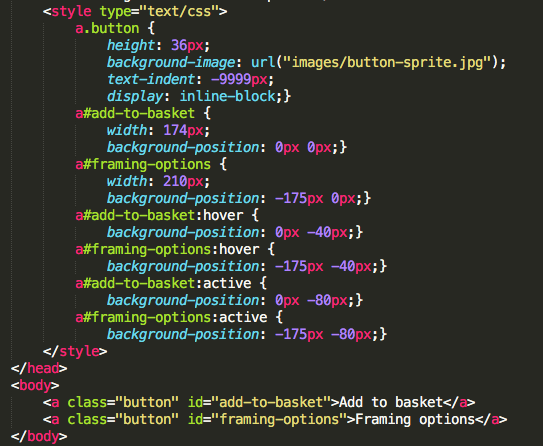 <style type="text/css">
a.button {
height: 36px;
background-image: url("images/button-sprite.jpg");
text-indent: -9999px;
display: inline-block;}
a#add-to-basket {
width: 174px;
background-position: 0px 0px;}
a#framing-options {
width: 210px;
background-position: -175px 0px;}
a#add-to-basket:hover {
background-position: 0px -40px;}
a#framing-options:hover {
background-position: -175px -40px;}
a#add-to-basket:active {
background-position: 0px -80px;}
a#framing-options:active {
background-position: -175px -80px;}
</style>
</head>
<body>
<a class="button" id="add-to-basket">Add to basket</a>
<a class="button" id="framing-options">Framing options</a>
</body>